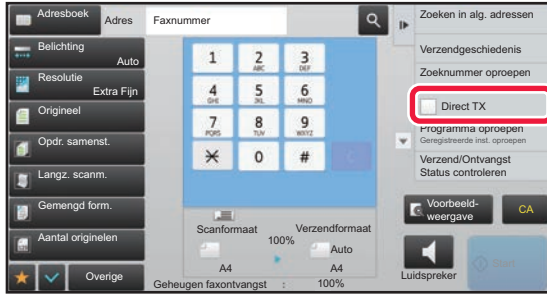 Adresboek
Adres
Faxnummer
Zoeken in alg. adressen
Belichting
Auto
Verzendgeschiedenis
Resolutie
Extra Fijn
Zoeknummer oproepen
Origineel
Direct TX
Opdr. samenst.
Programma oproepen
Geregistreerde inst. oproepen
Langz. scanm.
Verzend/Ontvangst
Status controleren
Gemengd form.
Aantal originelen
Overige
1
2 ABC
3 DEF
4 GHI
5 JKL
6 MNO
7 PQRS
8 TUV
9 WXYZ
0
#
C
Scanformaat
100%
Verzendformaat
Auto
A4
A4
Geheugen faxontvangst : 100%
Voorbeeld-
weergave
CA
Luidspreker
Start